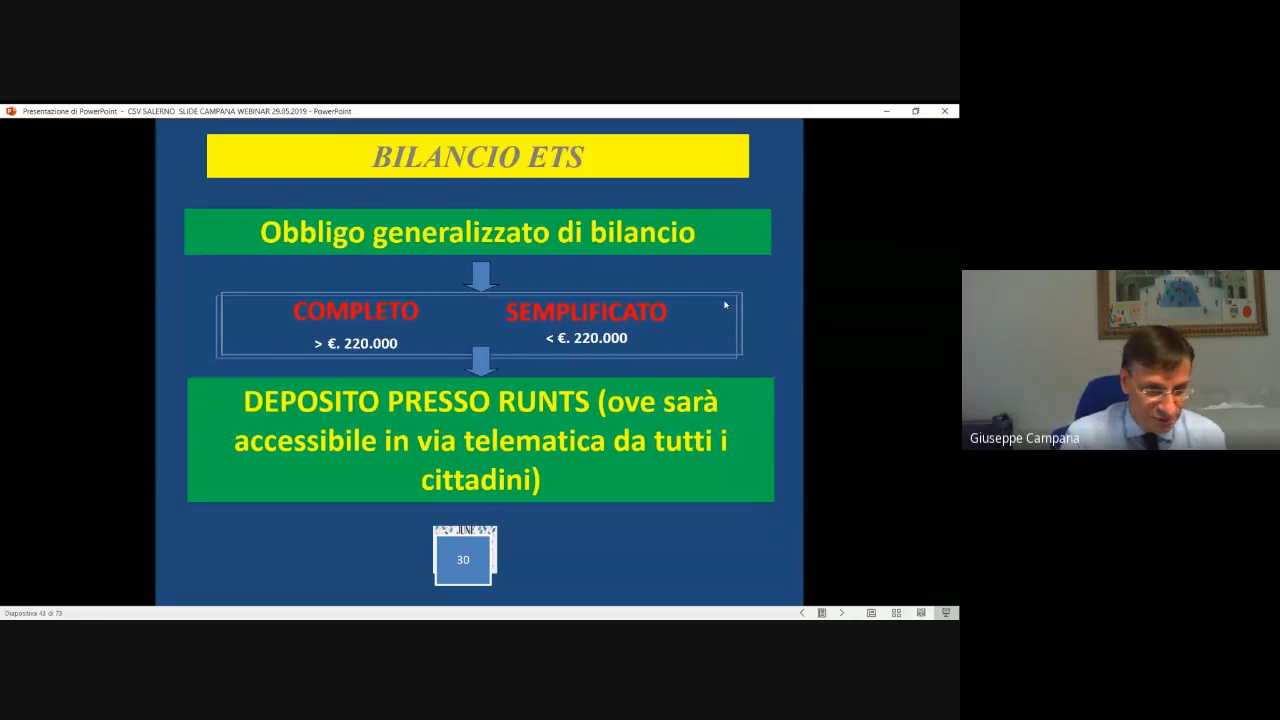 Presentazione di PowerPoint - CSV SALERNO SLIDE CAMPANA WEBINAR 29.05.2019 - PowerPoint
BILANCIO ETS
Obbligo generalizzato di bilancio
COMPLETO
> €. 220.000
SEMPLIFICATO
< €. 220.000
DEPOSITO PRESSO RUNTS (ove sarà
accessibile in via telematica da tutti i
cittadini)
JUNE
30
Diapositiva 43 di 73
Giuseppe Campana